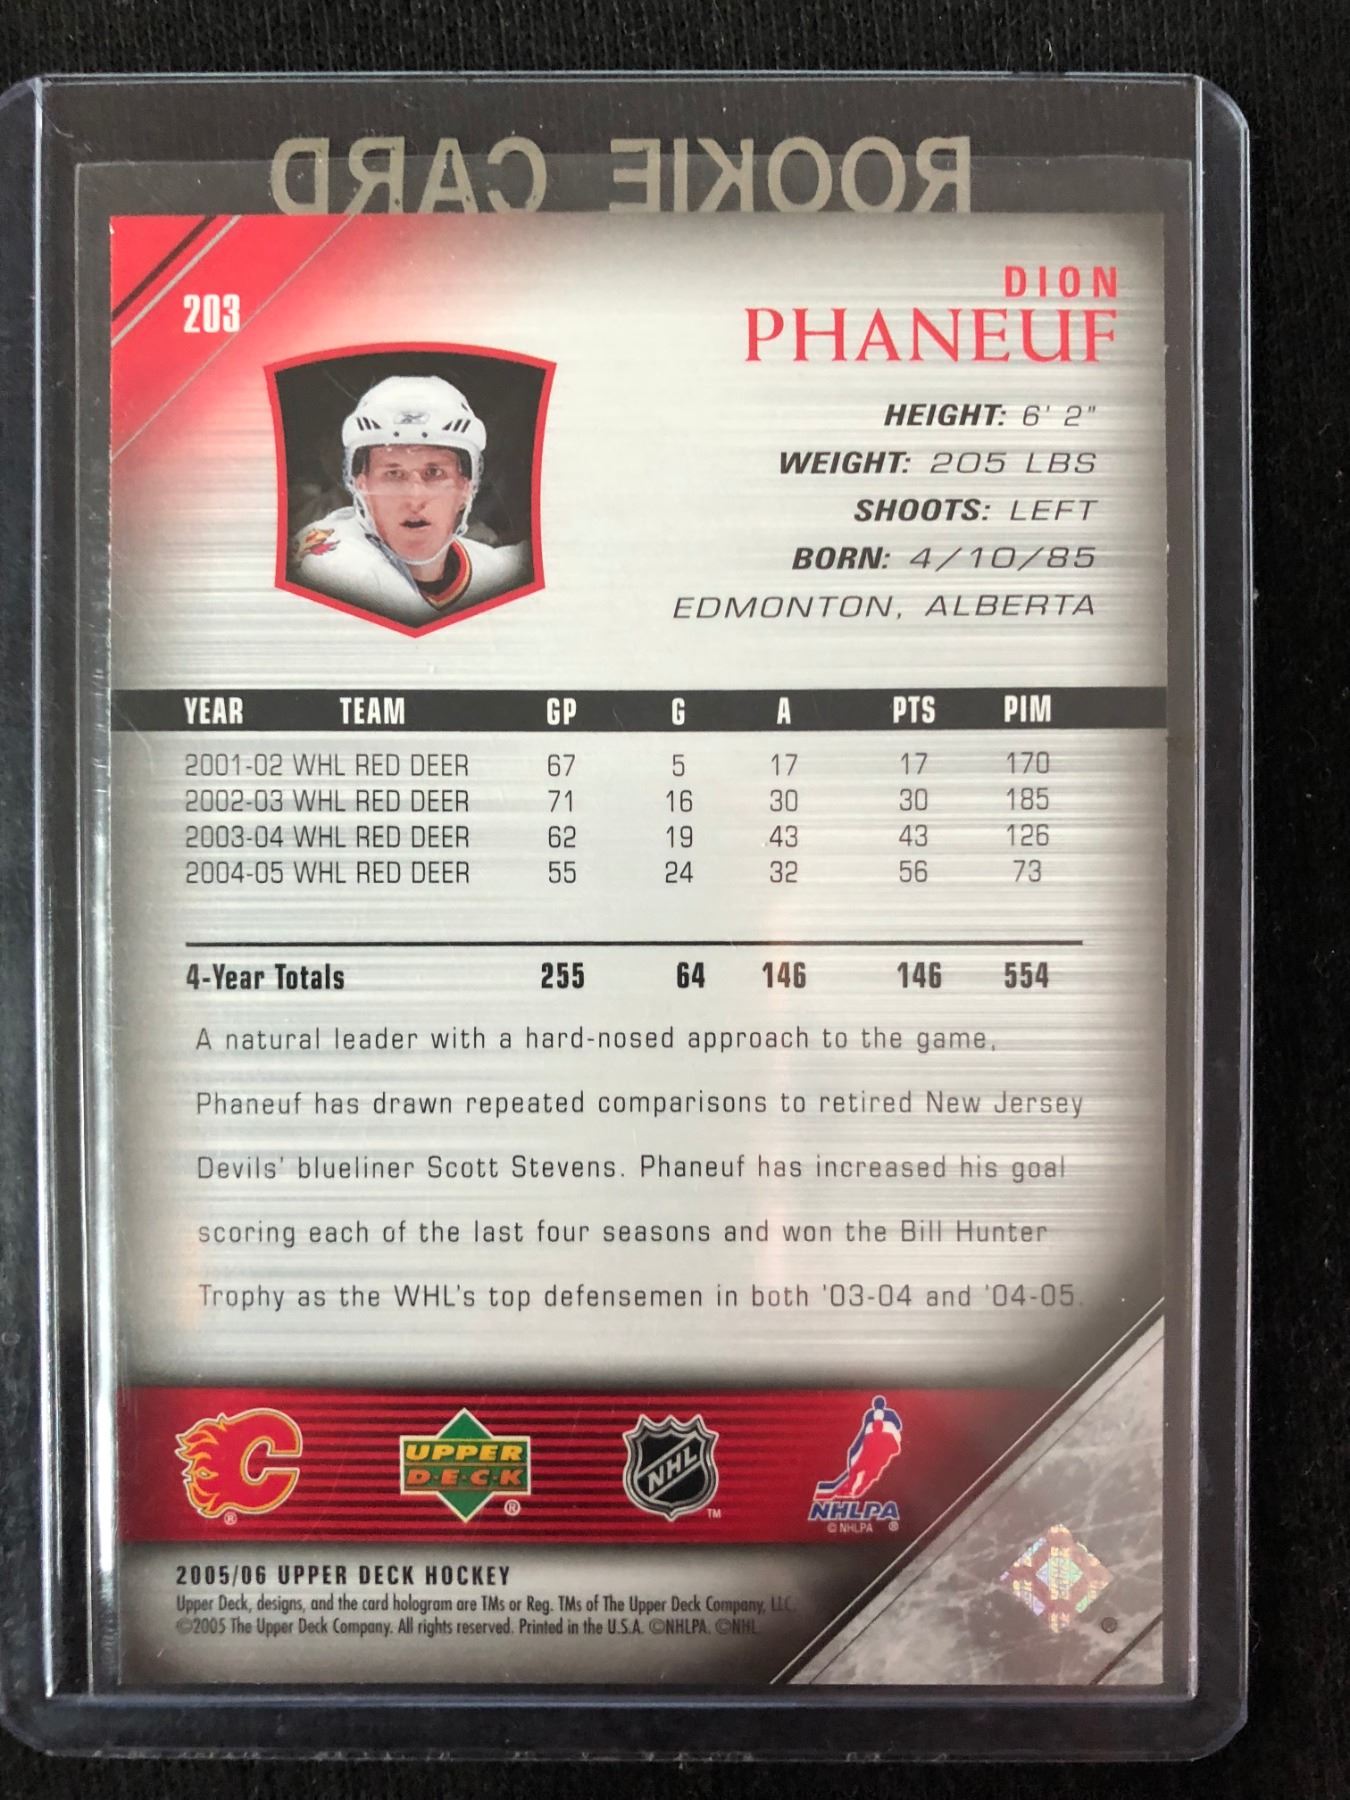 ROOKIE CARD
203
DION
PHANEUF
HEIGHT: 6' 2"
WEIGHT: 205 LBS
SHOOTS: LEFT
BORN: 4/10/85
EDMONTON, ALBERTA
YEAR TEAM GP G A PTS PIM
2001-02 WHL RED DEER 67 5 17 17 170
2002-03 WHL RED DEER 71 16 30 30 185
2003-04 WHL RED DEER 62 19 43 43 126
2004-05 WHL RED DEER 55 24 32 56 73
4-Year Totals 255 64 146 146 554
A natural leader with a hard-nosed approach to the game,
Phaneuf has drawn repeated comparisons to retired New Jersey
Devils' blueliner Scott Stevens. Phaneuf has increased his goal
scoring each of the last four seasons and won the Bill Hunter
Trophy as the WHL's top defensemen in both '03-04 and '04-05.
C ®
UPPER
D·E·C·K ®
NHL TM
NHLPA
© NHLPA ®
2005/06 UPPER DECK HOCKEY
Upper Deck, designs, and the card hologram are TMs or Reg. TMs of The Upper Deck Company, LLC.
©2005 The Upper Deck Company. All rights reserved. Printed in the U.S.A. ©NHLPA. ©NHL
®